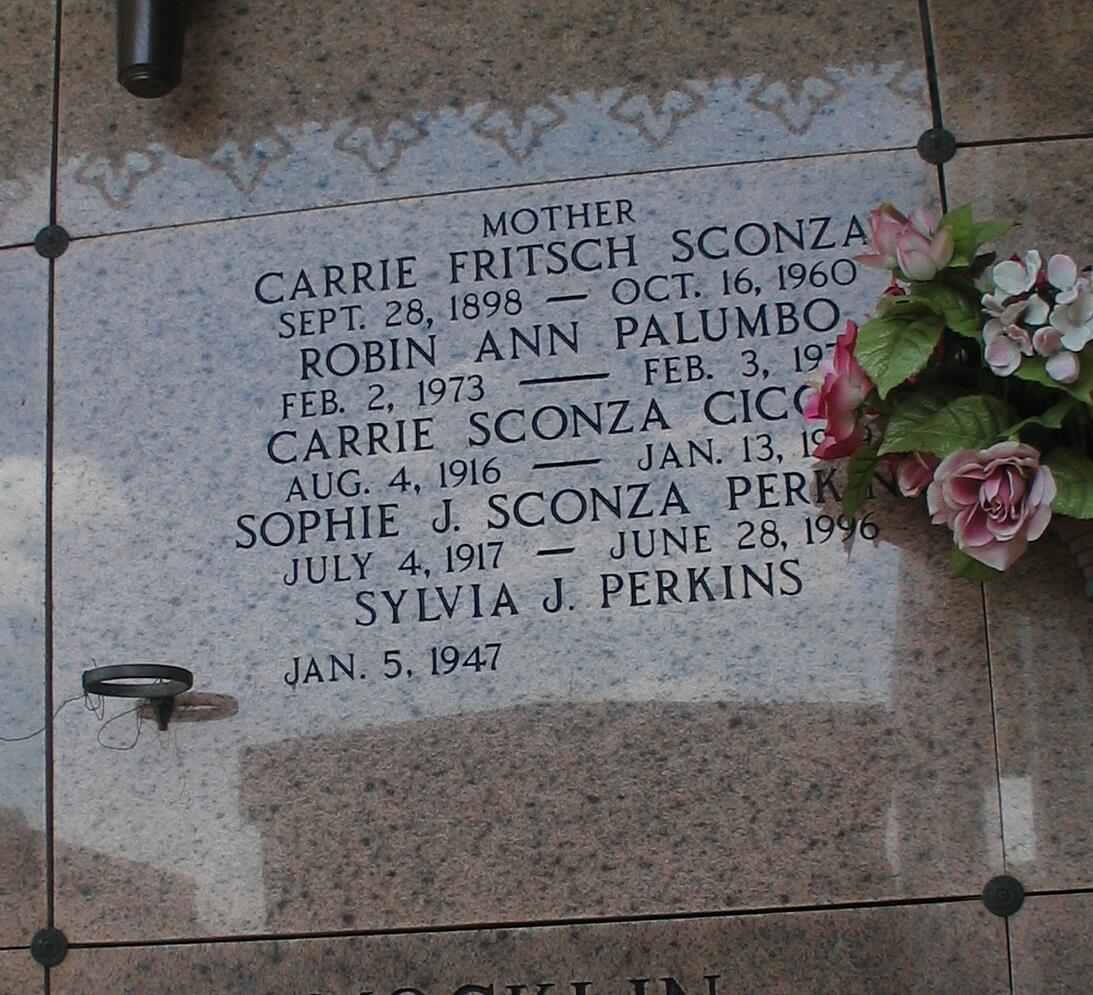 MOTHER
CARRIE FRITSCH SCONZA
SEPT. 28, 1898 — OCT. 16, 1960
ROBIN ANN PALUMBO
FEB. 2, 1973 — FEB. 3,
CARRIE SCONZA
AUG. 4, 1916 — JAN. 13,
SOPHIE J. SCONZA
JULY 4, 1917 — JUNE 28, 1996
SYLVIA J. PERKINS
JAN. 5, 1947